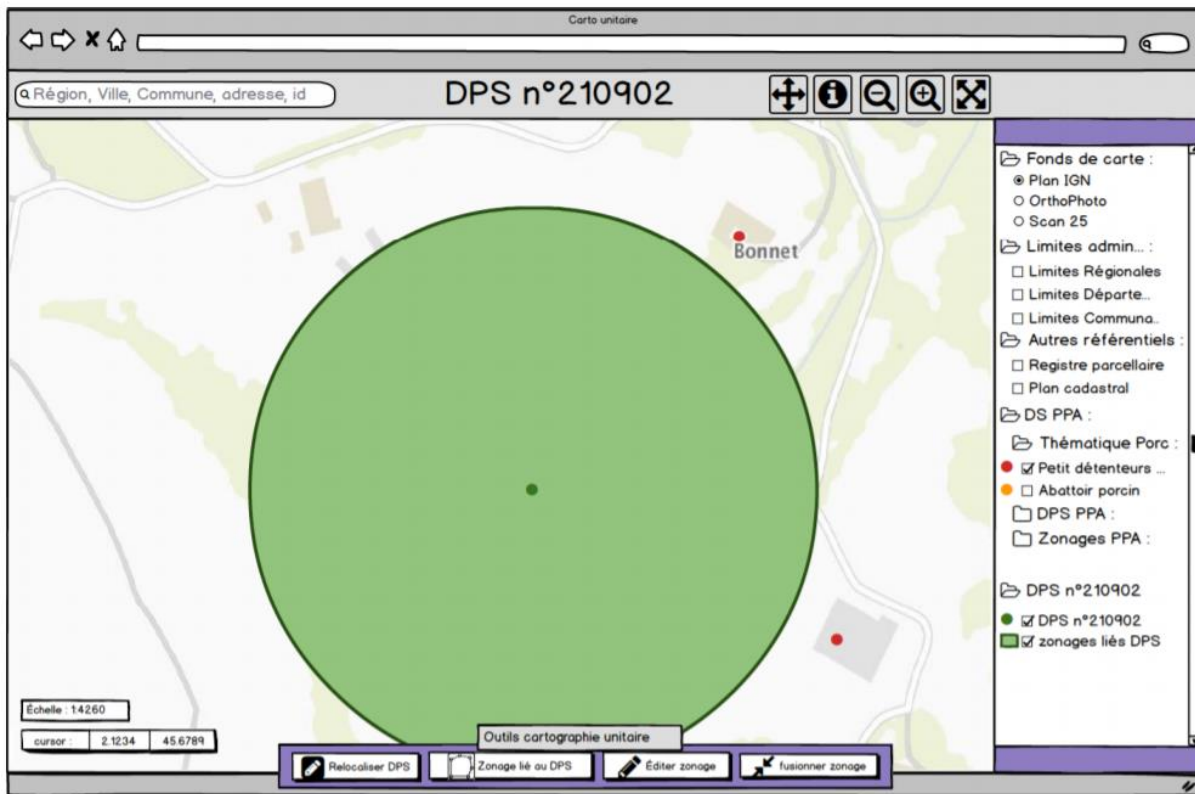 Carto unitaire
Région, Ville, Commune, adresse, id
DPS n°210902
Bonnet
Fonds de carte :
Plan IGN
OrthoPhoto
Scan 25
Limites admin... :
Limites Régionales
Limites Départe...
Limites Communa..
Autres référentiels :
Registre parcellaire
Plan cadastral
DS PPA :
Thématique Porc :
Petit détenteurs ...
Abattoir porcin
DPS PPA :
Zonages PPA :
DPS n°210902
DPS n°210902
zonages liés DPS
Échelle : 1:4260
cursor : 2.1234 45.6789
Outils cartographie unitaire
Relocaliser DPS
Zonage lié au DPS
Éditer zonage
fusionner zonage